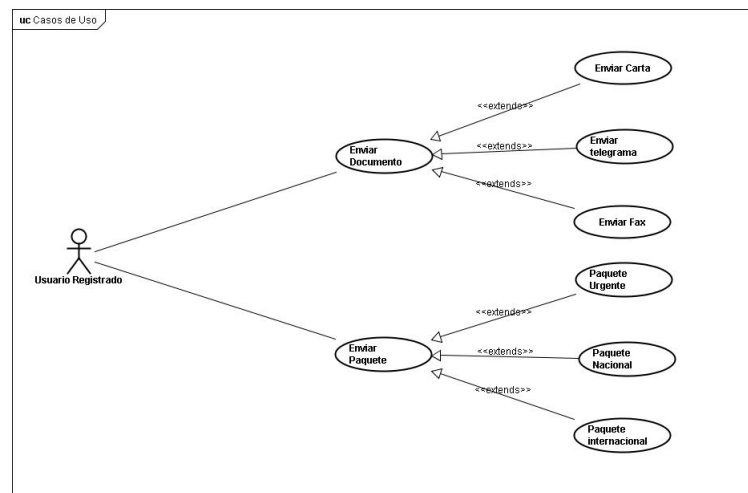 uc Casos de Uso
Enviar Carta
<<extends>>
Enviar
Documento
<<extends>>
Enviar
telegrama
<<extends>>
Enviar Fax
Usuario Registrado
Paquete
Urgente
<<extends>>
Enviar
Paquete
<<extends>>
Paquete
Nacional
<<extends>>
Paquete
internacional